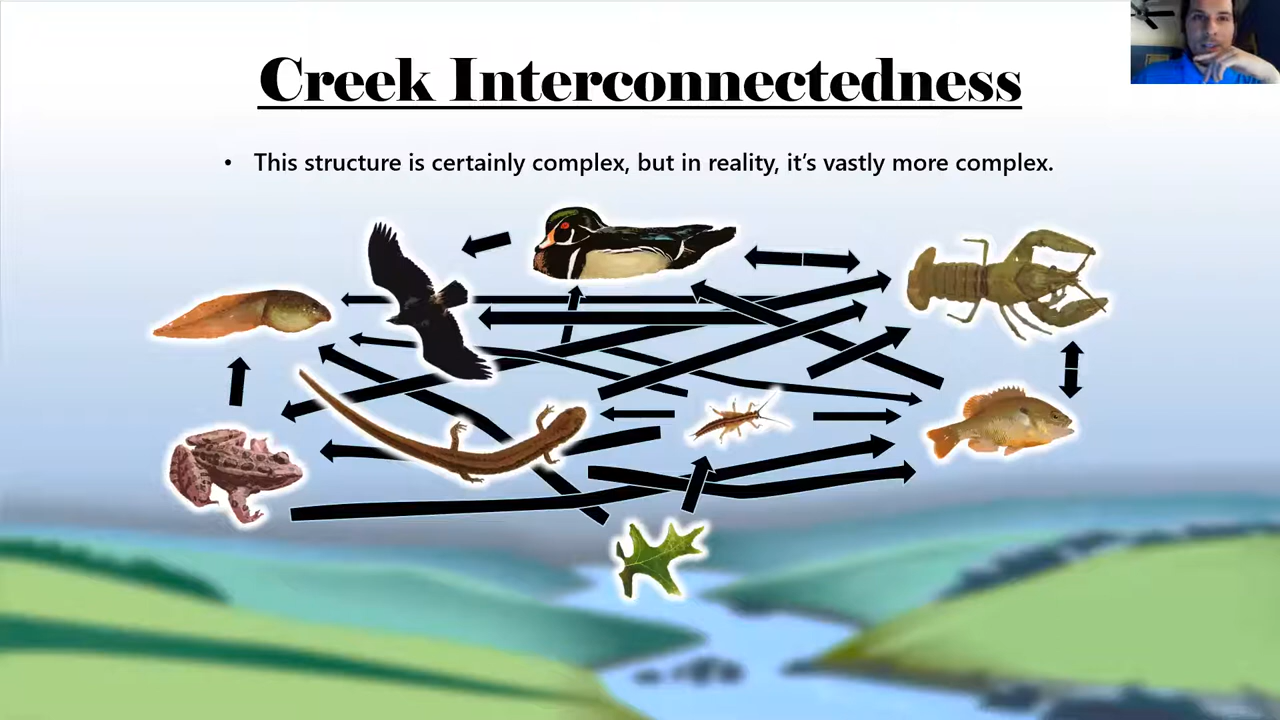 Creek Interconnectedness
• This structure is certainly complex, but in reality, it's vastly more complex.